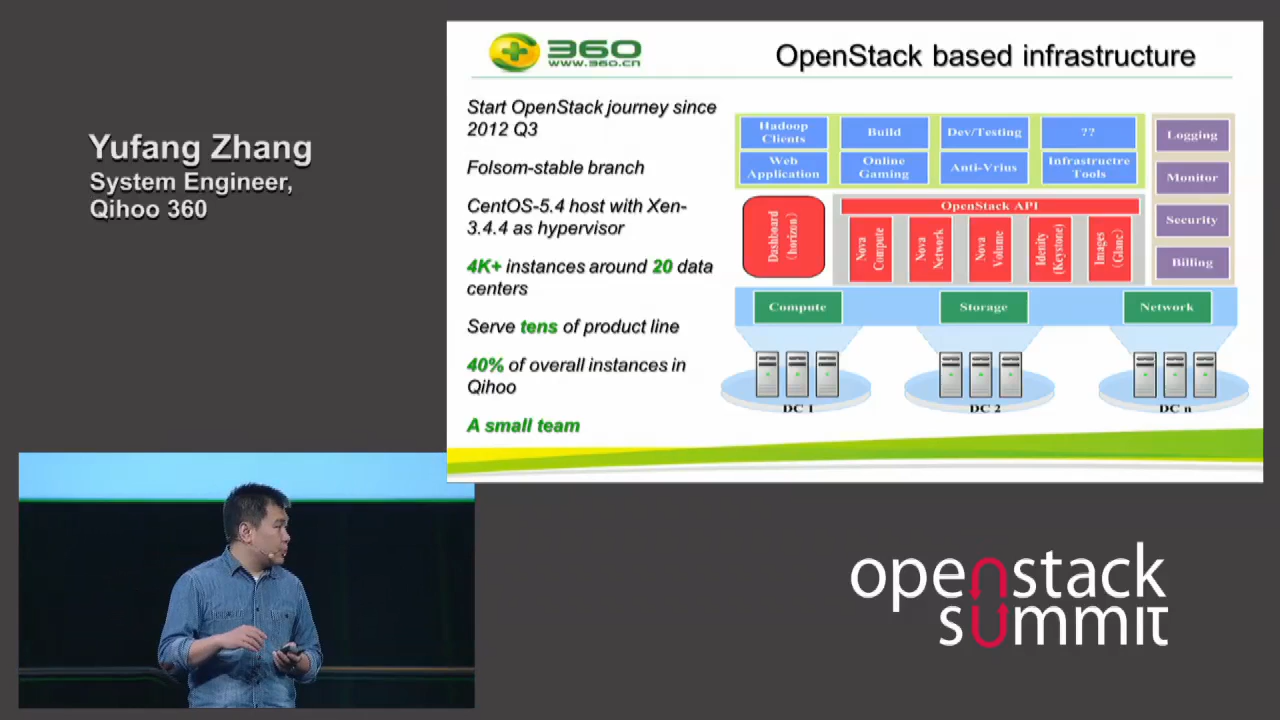 Yufang Zhang
System Engineer,
Qihoo 360
360
www.360.cn
OpenStack based infrastructure
Start OpenStack journey since
2012 Q3
Folsom-stable branch
CentOS-5.4 host with Xen-
3.4.4 as hypervisor
4K+ instances around 20 data
centers
Serve tens of product line
40% of overall instances in
Qihoo
A small team
Hadoop
Clients
Build
Dev/Testing
??
Web
Application
Online
Gaming
Anti-Vrius
Infrastructre
Tools
Logging
Monitor
Security
Billing
Dashboard
(horizon)
OpenStack API
Nova
Compute
Nova
Network
Nova
Volume
Idenity
(Keystone)
Images
(Glanc)
Compute
Storage
Network
DC 1
DC 2
DC n
openstack
summit